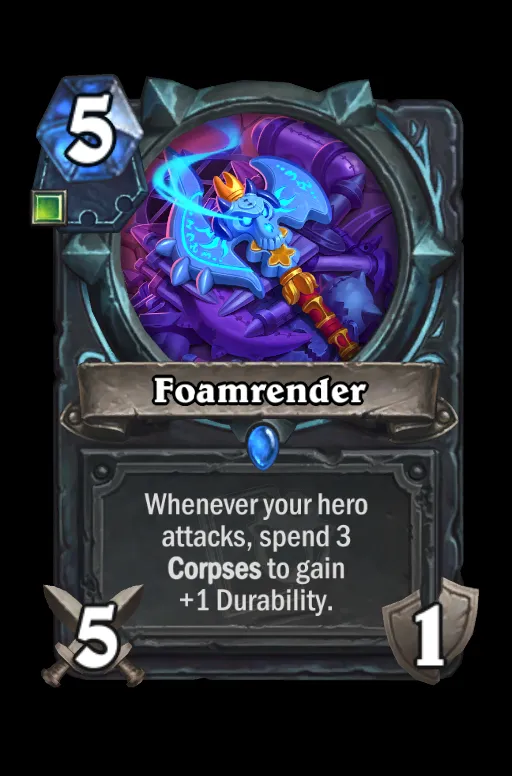 5
Foamrender
Whenever your hero
attacks, spend 3
Corpses to gain
+1 Durability.
5
1